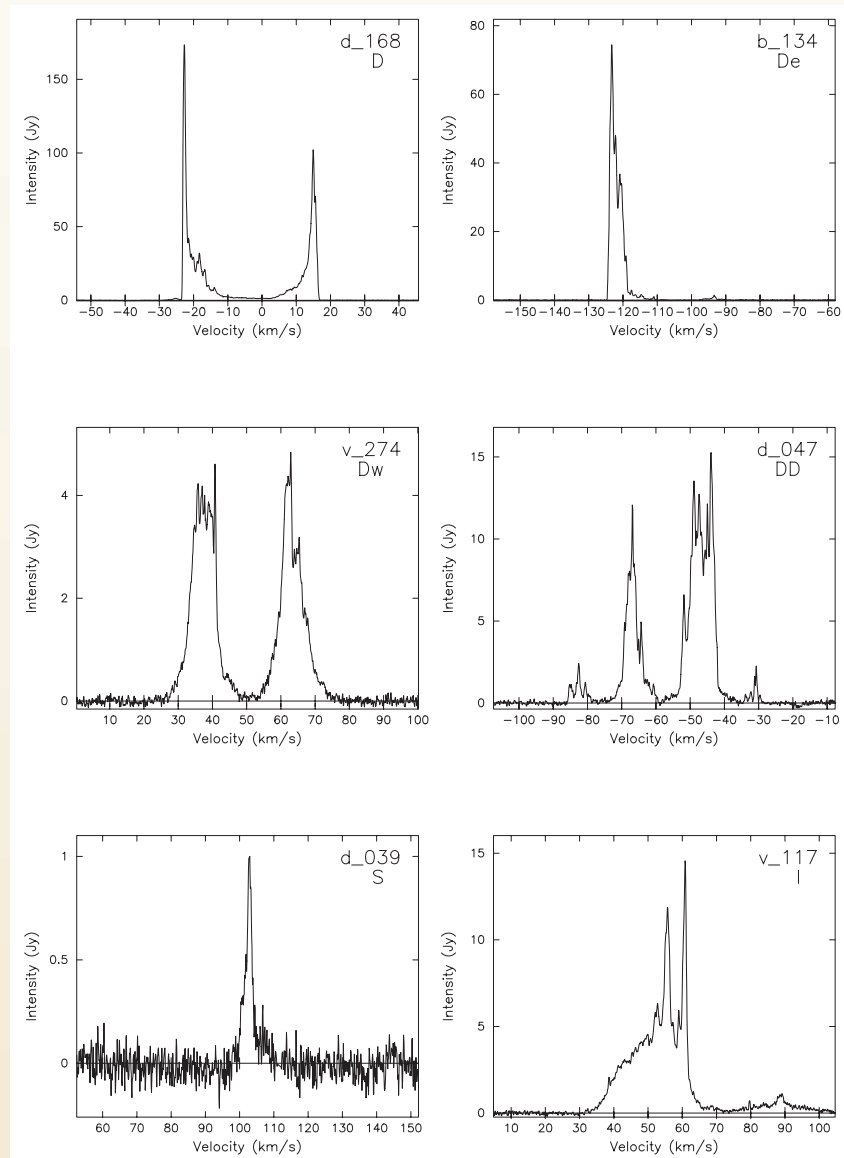 d_168
D
150
100
50
0
Intensity (Jy)
−50 −40 −30 −20 −10 0 10 20 30 40
Velocity (km/s)
b_134
De
80
60
40
20
0
Intensity (Jy)
−150 −140 −130 −120 −110 −100 −90 −80 −70 −60
Velocity (km/s)
v_274
Dw
4
2
0
Intensity (Jy)
10 20 30 40 50 60 70 80 90 100
Velocity (km/s)
d_047
DD
15
10
5
0
Intensity (Jy)
−100 −90 −80 −70 −60 −50 −40 −30 −20 −10
Velocity (km/s)
d_039
S
1
0.5
0
Intensity (Jy)
60 70 80 90 100 110 120 130 140 150
Velocity (km/s)
v_117
I
15
10
5
0
Intensity (Jy)
10 20 30 40 50 60 70 80 90 100
Velocity (km/s)